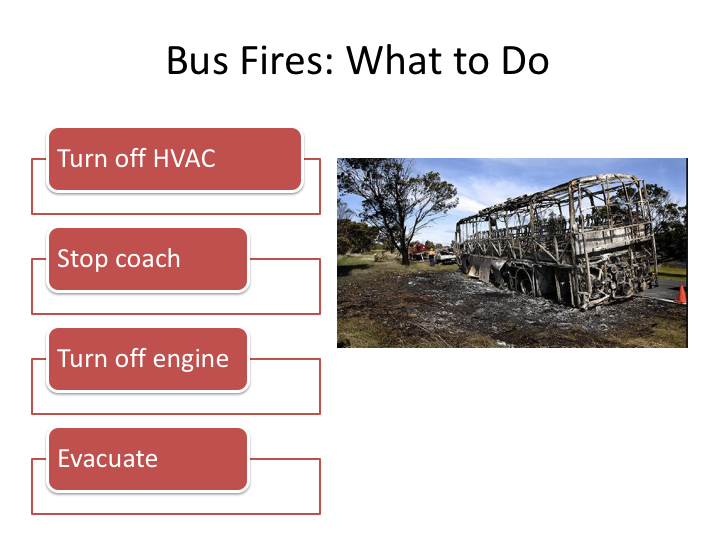 Bus Fires: What to Do
Turn off HVAC
Stop coach
Turn off engine
Evacuate